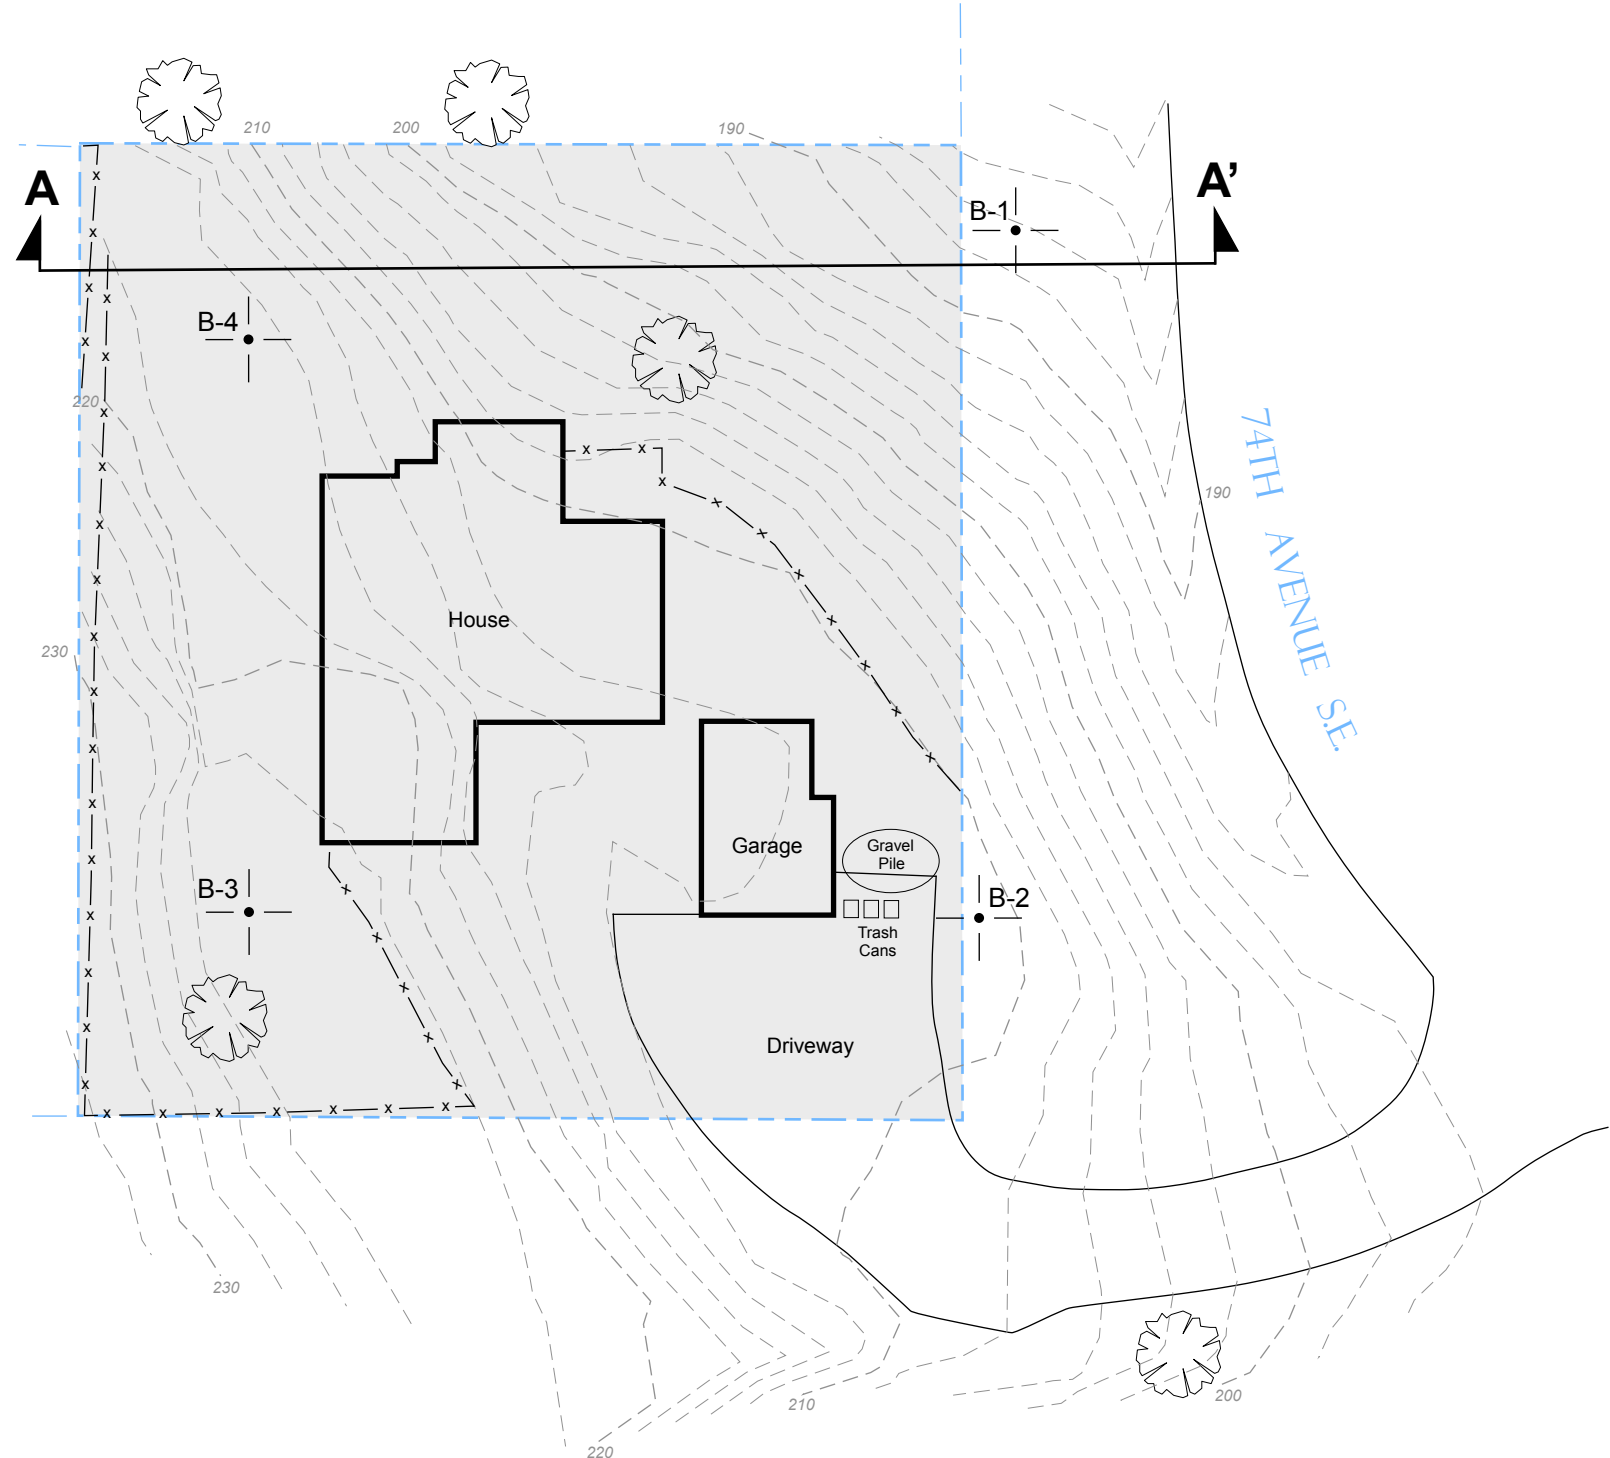 210
200
190
A
A’
B-1
B-4
220
74TH AVENUE S.E.
190
House
230
Garage
Gravel
Pile
B-3
B-2
Trash
Cans
Driveway
230
200
210
220